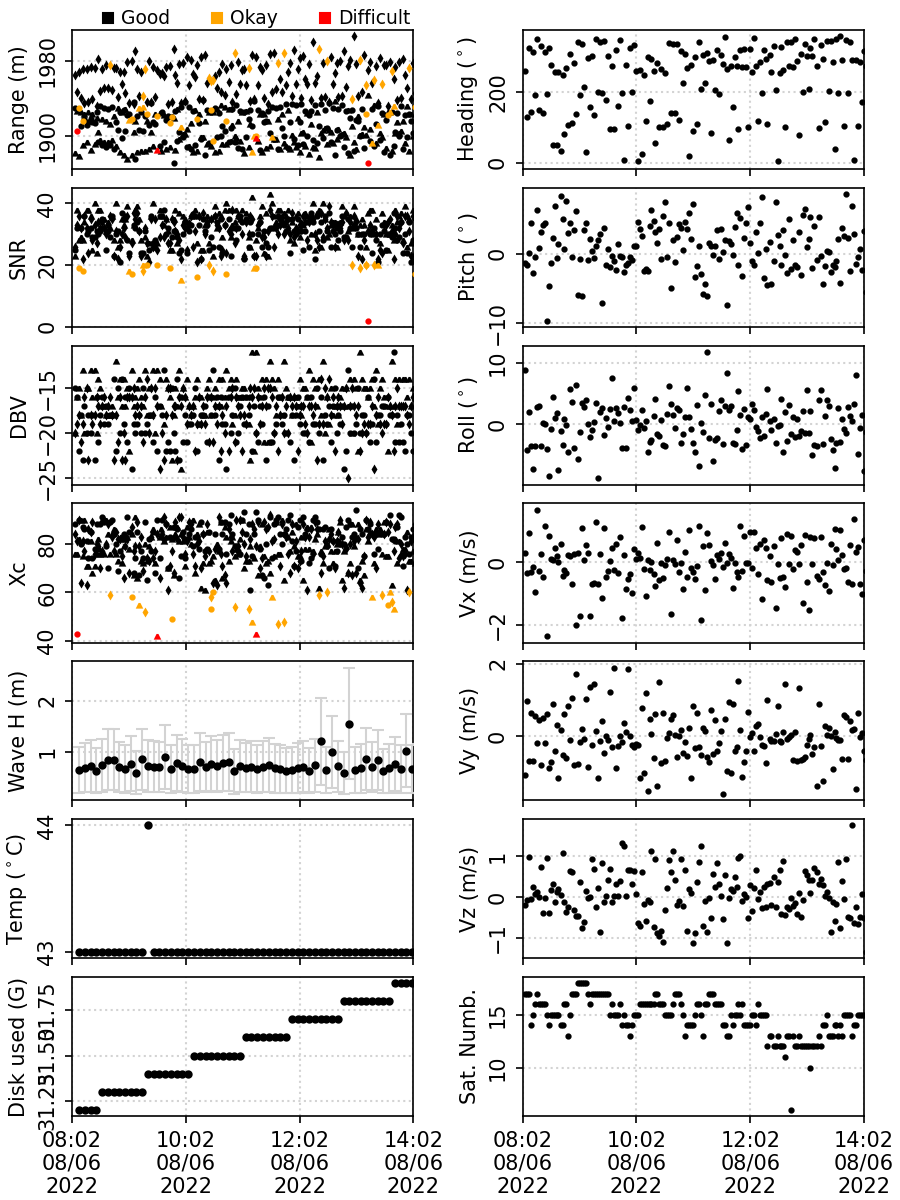 Good Okay Difficult
Range (m)
1980
1900
Heading (°)
200
0
SNR
40
20
0
Pitch (°)
0
−10
DBV
−15
−20
−25
Roll (°)
10
0
Xc
80
60
40
Vx (m/s)
0
−2
Wave H (m)
2
1
Vy (m/s)
2
0
Temp (°C)
44
43
Vz (m/s)
1
0
−1
Disk used (G)
31.75
31.50
31.25
Sat. Numb.
15
10
08:02 10:02 12:02 14:02 08:02 10:02 12:02 14:02
08/06 08/06 08/06 08/06 08/06 08/06 08/06 08/06
2022 2022 2022 2022 2022 2022 2022 2022